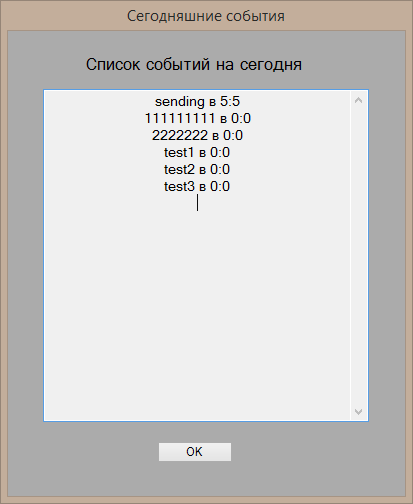 Сегодняшние события
Список событий на сегодня
sending в 5:5
111111111 в 0:0
2222222 в 0:0
test1 в 0:0
test2 в 0:0
test3 в 0:0
OK